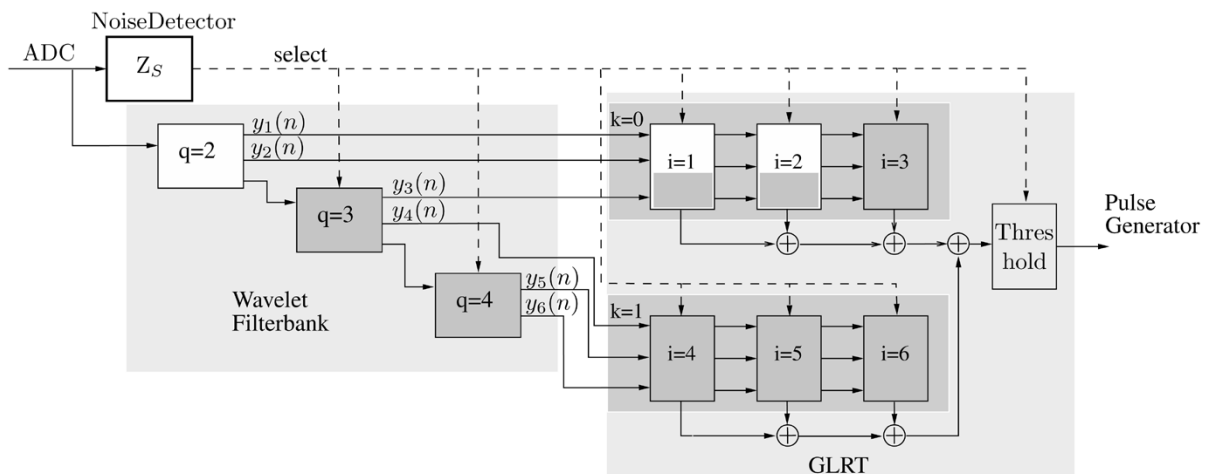 NoiseDetector
ADC
Z_S
select
k=0
y_1(n)
y_2(n)
q=2
i=1
i=2
i=3
y_3(n)
y_4(n)
q=3
Pulse
Generator
Thres
hold
q=4
y_5(n)
y_6(n)
Wavelet
Filterbank
k=1
i=4
i=5
i=6
GLRT